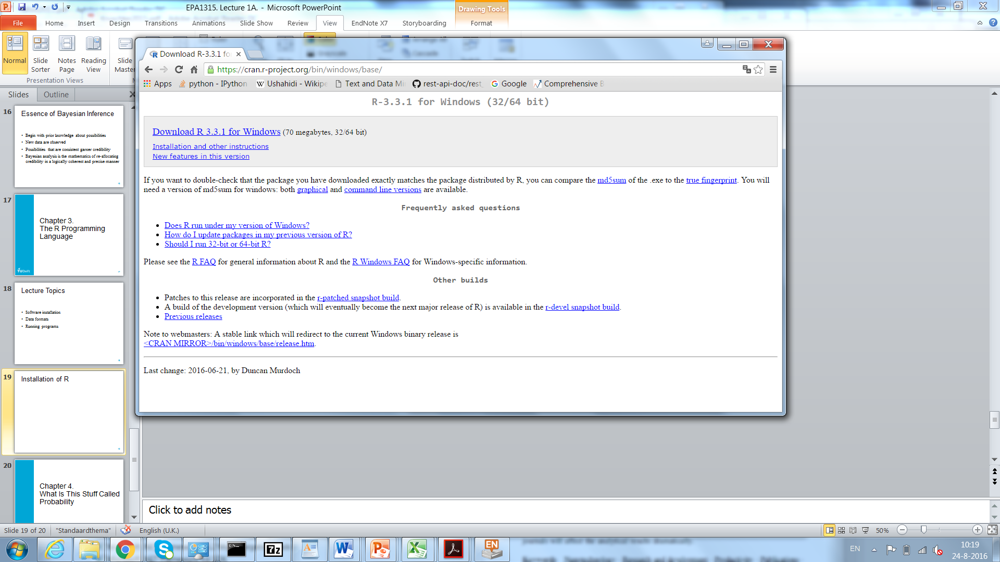 EPA1315. Lecture 1A. - Microsoft PowerPoint
Drawing Tools
File
Home
Insert
Design
Transitions
Animations
Slide Show
Review
View
EndNote X7
Storyboarding
Format
Normal
Slide Sorter
Notes Page
Reading View
Slide Master
Presentation Views
Slides
Outline
16
Essence of Bayesian Inference
• Begin with prior knowledge about possibilities
• New data are observed
• Possibilities that are consistent garner credibility
• Bayesian analysis is the mathematics of re-allocating
credibility in a logically coherent and precise manner
17
Chapter 3.
The R Programming
Language
TUDelft
18
Lecture Topics
• Software installation
• Data formats
• Running programs
19
Installation of R
20
Chapter 4.
What Is This Stuff Called
Probability
Download R-3.3.1 fo
https://cran.r-project.org/bin/windows/base/
Apps
python - IPython
Ushahidi - Wikipe
Text and Data Mi
rest-api-doc/rest_
Google
Comprehensive
R-3.3.1 for Windows (32/64 bit)
Download R 3.3.1 for Windows (70 megabytes, 32/64 bit)
Installation and other instructions
New features in this version
If you want to double-check that the package you have downloaded exactly matches the package distributed by R, you can compare the md5sum of the .exe to the true fingerprint. You will
need a version of md5sum for windows: both graphical and command line versions are available.
Frequently asked questions
• Does R run under my version of Windows?
• How do I update packages in my previous version of R?
• Should I run 32-bit or 64-bit R?
Please see the R FAQ for general information about R and the R Windows FAQ for Windows-specific information.
Other builds
• Patches to this release are incorporated in the r-patched snapshot build.
• A build of the development version (which will eventually become the next major release of R) is available in the r-devel snapshot build.
• Previous releases
Note to webmasters: A stable link which will redirect to the current Windows binary release is
<CRAN MIRROR>/bin/windows/base/release.htm.
Last change: 2016-06-21, by Duncan Murdoch
Click to add notes
Slide 19 of 20
"Standaardthema"
English (U.K.)
50%
EN
10:19
24-8-2016